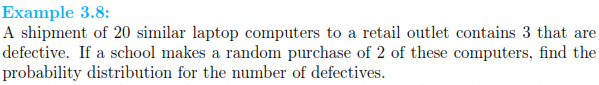 Example 3.8:
A shipment of 20 similar laptop computers to a retail outlet contains 3 that are
defective. If a school makes a random purchase of 2 of these computers, find the
probability distribution for the number of defectives.